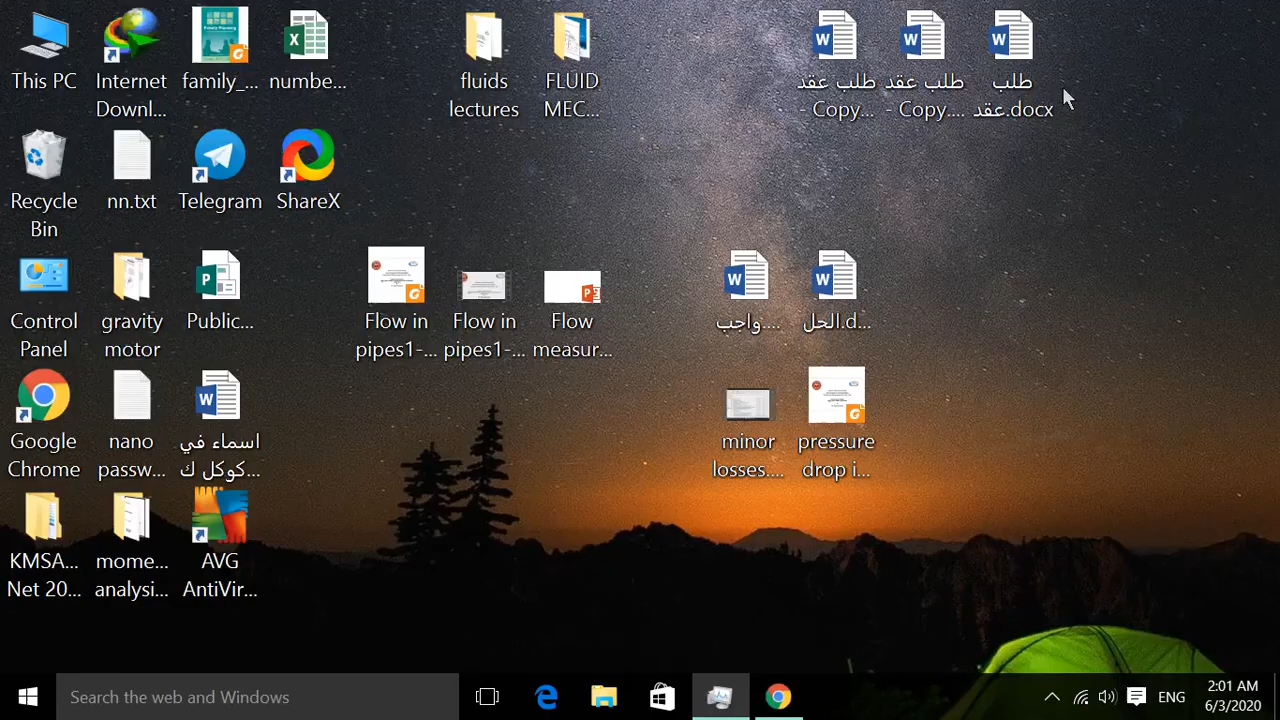 This PC
Internet
Downl...
family_...
numbe...
fluids
lectures
FLUID
MEC...
طلب عقد
- Copy...
طلب عقد
- Copy....
طلب
عقد.docx
Recycle
Bin
nn.txt
Telegram
ShareX
Control
Panel
gravity
motor
Public...
Flow in
pipes1-...
Flow in
pipes1-...
Flow
measur...
واجب....
الحل.d...
Google
Chrome
nano
passw...
اسماء في
كوكل ك...
minor
losses....
pressure
drop i...
KMSA...
Net 20...
mome...
analysi...
AVG
AntiVir...
Search the web and Windows
ENG
2:01 AM
6/3/2020